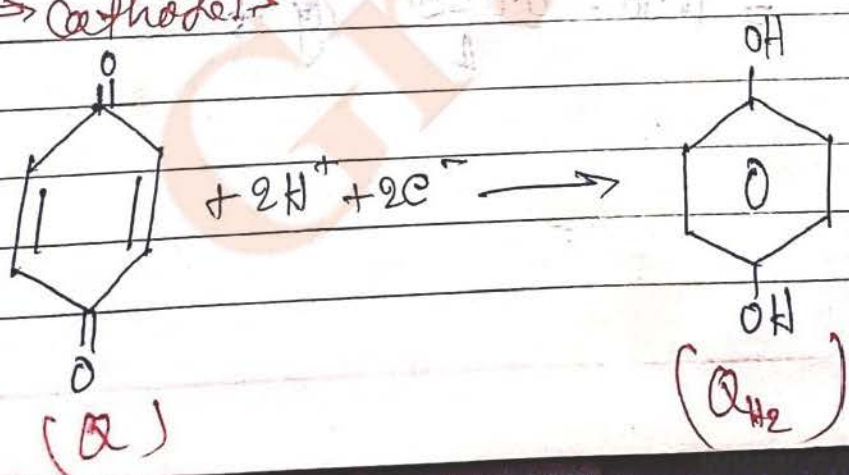 ⇒ Cathode :-
O
OH
+ 2H⁺ + 2e⁻ ⟶
O
O
OH
(Q)
(QH₂)